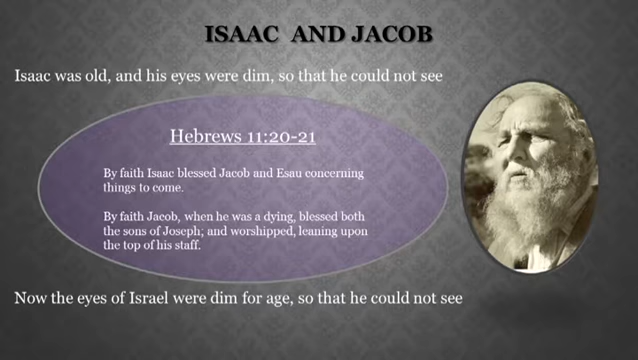 ISAAC AND JACOB
Isaac was old, and his eyes were dim, so that he could not see
Hebrews 11:20-21
By faith Isaac blessed Jacob and Esau concerning
things to come.
By faith Jacob, when he was a dying, blessed both
the sons of Joseph; and worshipped, leaning upon
the top of his staff.
Now the eyes of Israel were dim for age, so that he could not see